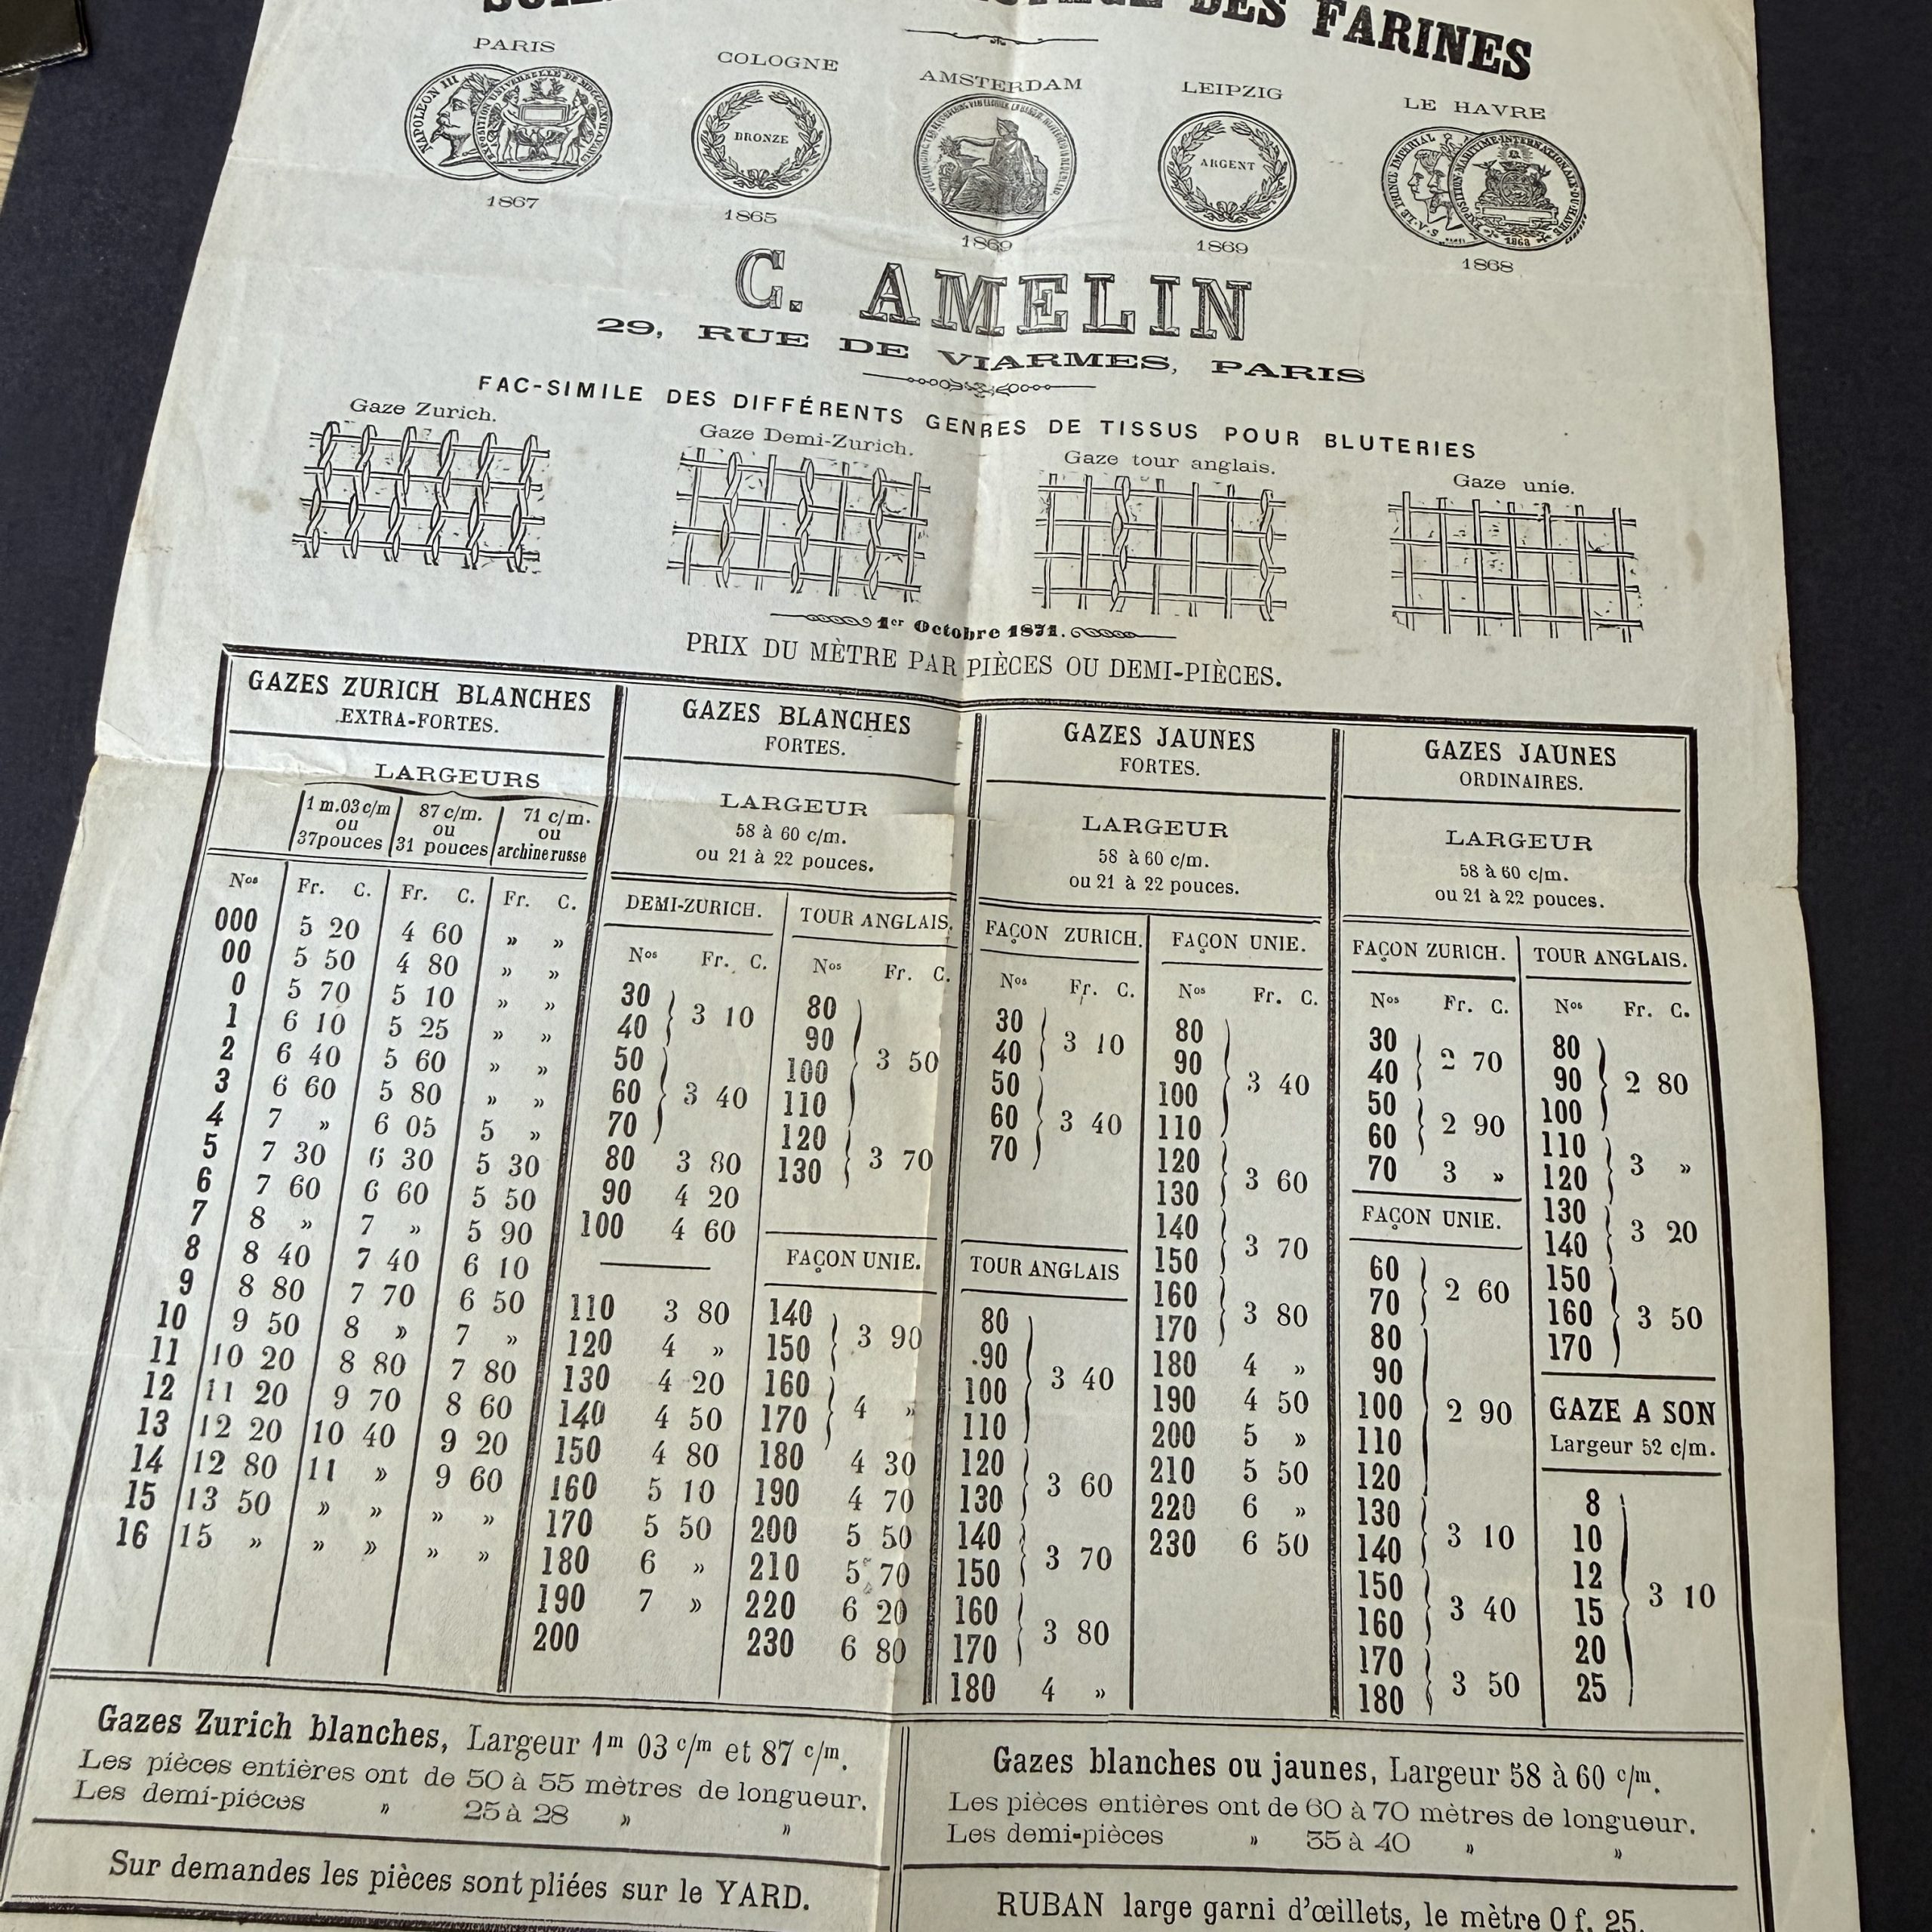 DES FARINES
PARIS
COLOGNE
AMSTERDAM
LEIPZIG
LE HAVRE
NAPOLEON III
BRONZE
ARGENT
S.A. LE PRINCE IMPERIAL
EXPOSITION MARITIME INTERNATIONALE DU HAVRE
1868
1867
1865
1869
1869
1868
C. AMELIN
29, RUE DE VIARMES, PARIS
FAC-SIMILE DES DIFFÉRENTS GENRES DE TISSUS POUR BLUTERIES
Gaze Zurich.
Gaze Demi-Zurich.
Gaze tour anglais.
Gaze unie.
1er Octobre 1871.
PRIX DU MÈTRE PAR PIÈCES OU DEMI-PIÈCES.
GAZES ZURICH BLANCHES
EXTRA-FORTES.
LARGEURS
1 m.03 c/m 87 c/m. 71 c/m.
ou ou ou
37 pouces 31 pouces archine russe
Nos Fr. C. Fr. C. Fr. C.
000 5 20 4 60 » »
00 5 50 4 80 » »
0 5 70 5 10 » »
1 6 10 5 25 » »
2 6 40 5 60 » »
3 6 60 5 80 » »
4 7 » 6 05 5 »
5 7 30 6 30 5 30
6 7 60 6 60 5 50
7 8 » 7 » 5 90
8 8 40 7 40 6 10
9 8 80 7 70 6 50
10 9 50 8 » 7 »
11 10 20 8 80 7 80
12 11 20 9 70 8 60
13 12 20 10 40 9 20
14 12 80 11 » 9 60
15 13 50 » » » »
16 15 » » » » »
GAZES BLANCHES
FORTES.
LARGEUR
58 à 60 c/m.
ou 21 à 22 pouces.
DEMI-ZURICH.
Nos Fr. C.
30
40
3 10
50
60
70
3 40
80 3 80
90 4 20
100 4 60
110 3 80
120 4 »
130 4 20
140 4 50
150 4 80
160 5 10
170 5 50
180 6 »
190 7 »
200
TOUR ANGLAIS.
Nos Fr. C.
80
90
100
110
3 50
120
130
3 70
FAÇON UNIE.
140
150
3 90
160
170
4 »
180 4 30
190 4 70
200 5 50
210 5 70
220 6 20
230 6 80
GAZES JAUNES
FORTES.
LARGEUR
58 à 60 c/m.
ou 21 à 22 pouces.
FAÇON ZURICH.
Nos Fr. C.
30
40
3 10
50
60
70
3 40
TOUR ANGLAIS
80
90
100
110
3 40
120
130
3 60
140
150
3 70
160
170
3 80
180 4 »
FAÇON UNIE.
Nos Fr. C.
80
90
100
110
3 40
120
130
3 60
140
150
3 70
160
170
3 80
180 4 »
190 4 50
200 5 »
210 5 50
220 6 »
230 6 50
GAZES JAUNES
ORDINAIRES.
LARGEUR
58 à 60 c/m.
ou 21 à 22 pouces.
FAÇON ZURICH.
Nos Fr. C.
30
40
2 70
50
60
2 90
70 3 »
FAÇON UNIE.
60
70
2 60
80
90
100
110
120
2 90
130
140
3 10
150
160
3 40
170
180
3 50
TOUR ANGLAIS.
Nos Fr. C.
80
90
100
2 80
110
120
3 »
130
140
3 20
150
160
170
3 50
GAZE A SON
Largeur 52 c/m.
8
10
12
15
20
25
3 10
Gazes Zurich blanches, Largeur 1m 03 c/m et 87 c/m.
Les pièces entières ont de 50 à 55 mètres de longueur.
Les demi-pièces » 25 à 28 » »
Sur demandes les pièces sont pliées sur le YARD.
Gazes blanches ou jaunes, Largeur 58 à 60 c/m.
Les pièces entières ont de 60 à 70 mètres de longueur.
Les demi-pièces » 35 à 40 » »
RUBAN large garni d'œillets, le mètre 0 f. 25.